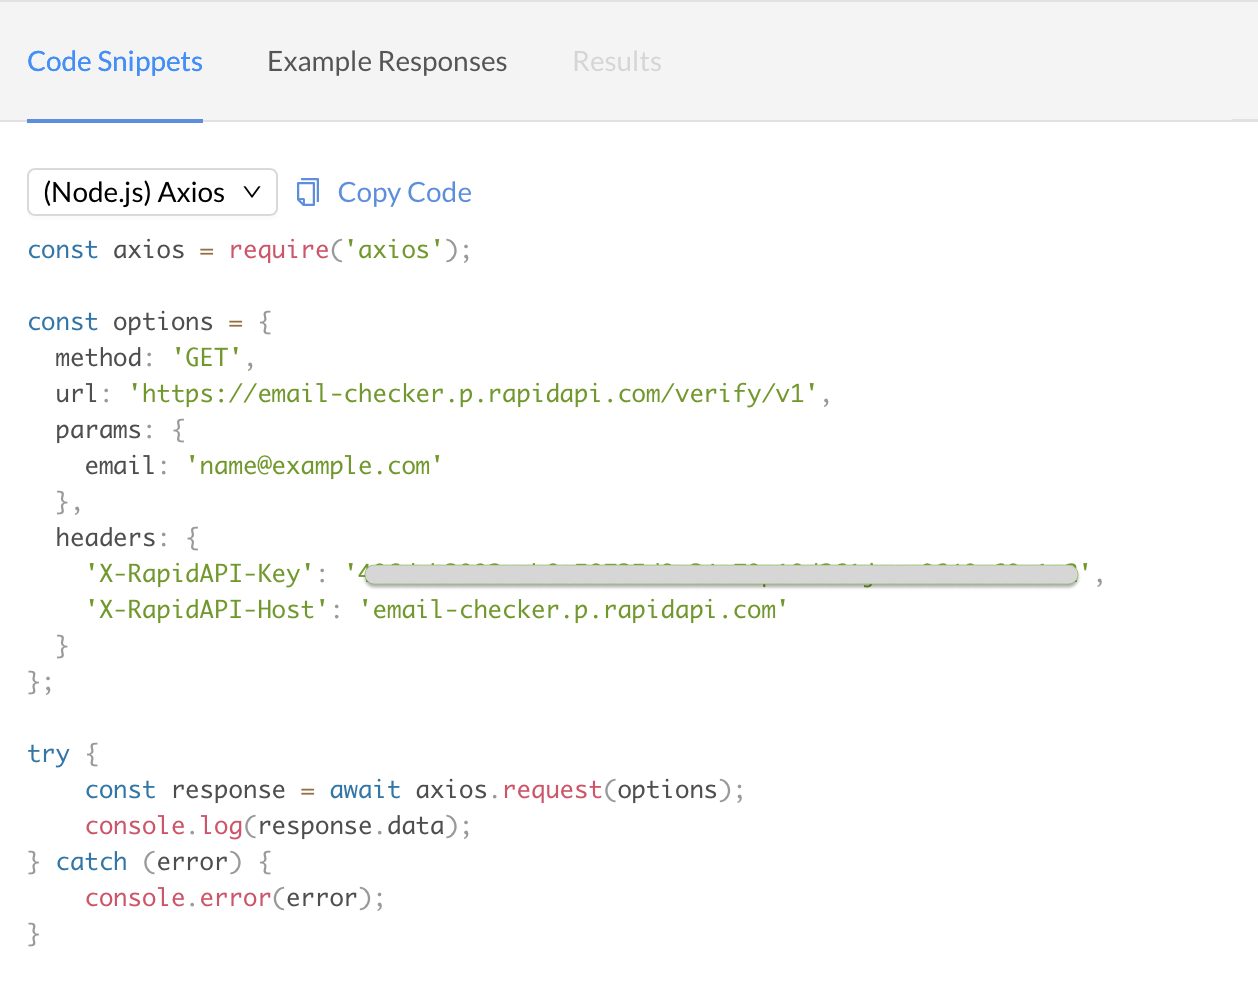 Code Snippets Example Responses Results
(Node.js) Axios Copy Code
const axios = require('axios');
const options = {
method: 'GET',
url: 'https://email-checker.p.rapidapi.com/verify/v1',
params: {
email: 'name@example.com'
},
headers: {
'X-RapidAPI-Key': '',
'X-RapidAPI-Host': 'email-checker.p.rapidapi.com'
}
};
try {
const response = await axios.request(options);
console.log(response.data);
} catch (error) {
console.error(error);
}